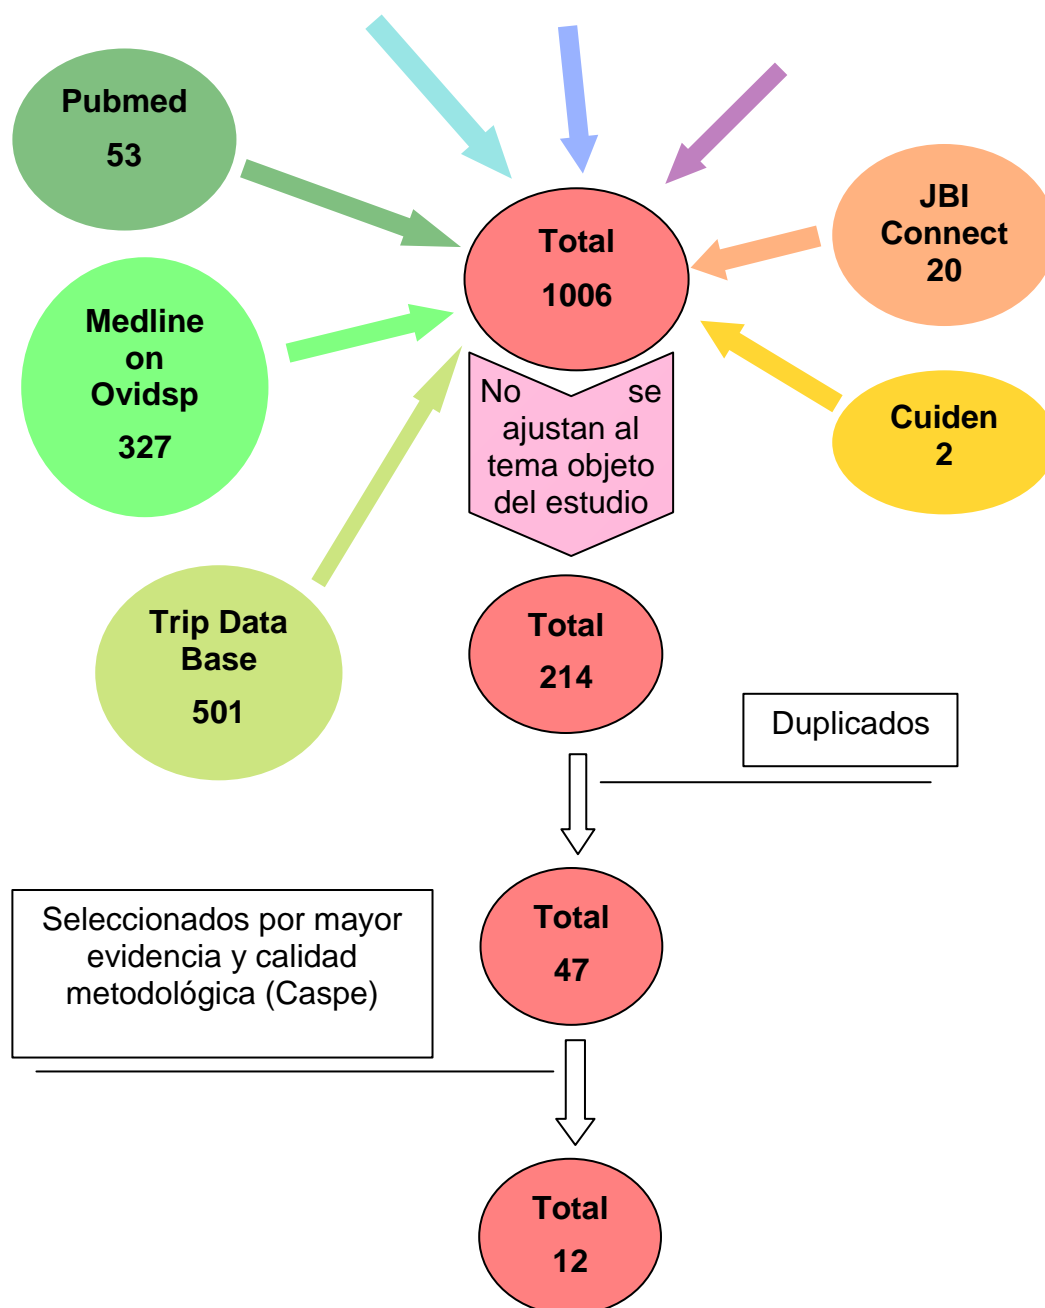 Pubmed
53
Total
1006
JBI
Connect
20
Medline
on
Ovidsp
327
No se
ajustan al
tema objeto
del estudio
Cuiden
2
Trip Data
Base
501
Total
214
Duplicados
Seleccionados por mayor
evidencia y calidad
metodológica (Caspe)
Total
47
Total
12